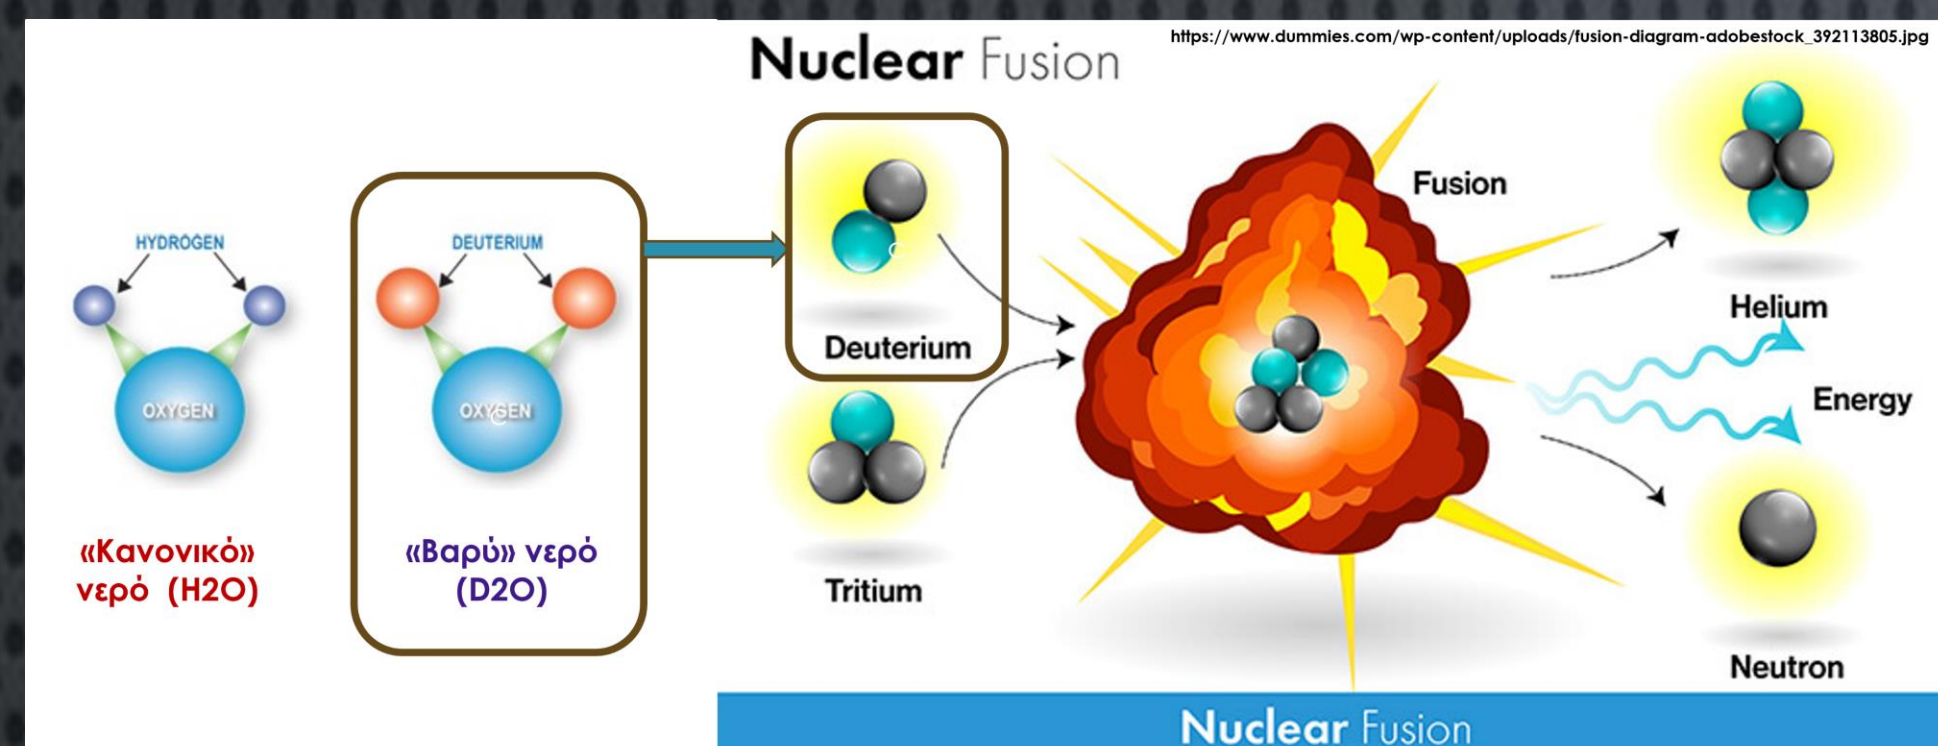 Nuclear Fusion
https://www.dummies.com/wp-content/uploads/fusion-diagram-adobestock_392113805.jpg
HYDROGEN
OXYGEN
«Κανονικό»
νερό (H2O)
DEUTERIUM
OXYGEN
«Βαρύ» νερό
(D2O)
Deuterium
Tritium
Fusion
Helium
Energy
Neutron
Nuclear Fusion